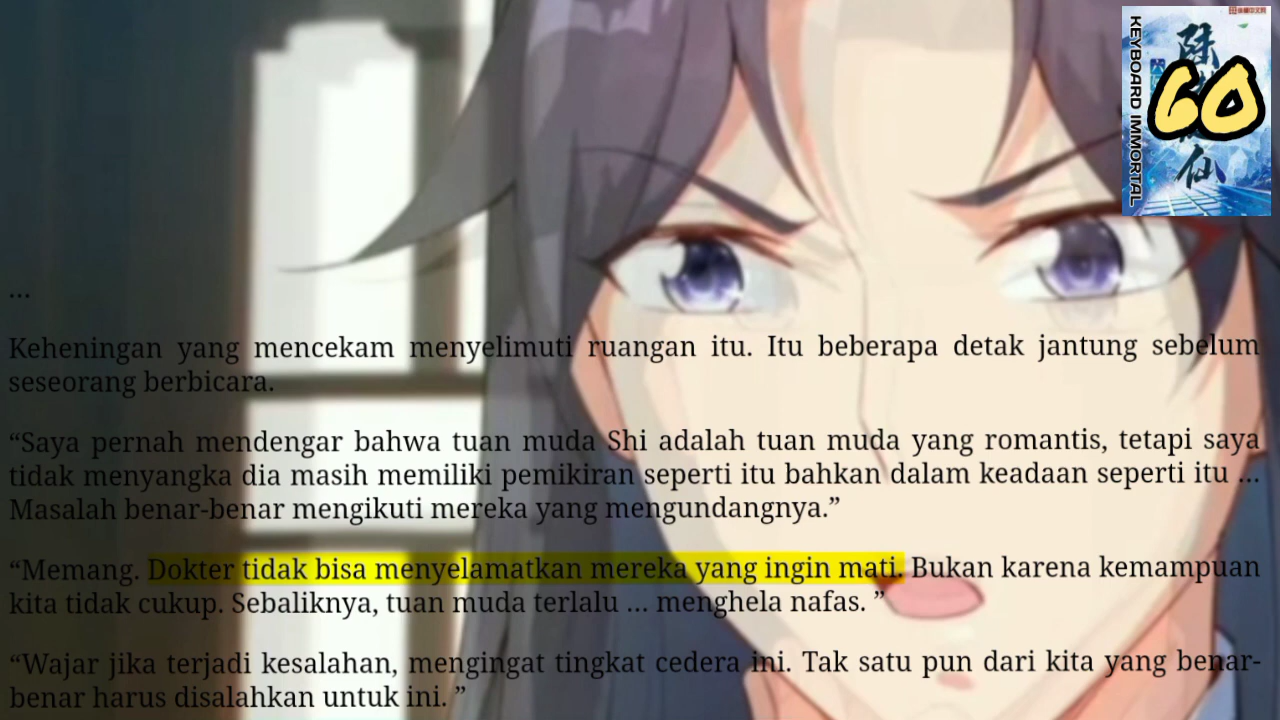 KEYBOARD IMMORTAL
60
仙
…
Keheningan yang mencekam menyelimuti ruangan itu. Itu beberapa detak jantung sebelum
seseorang berbicara.
“Saya pernah mendengar bahwa tuan muda Shi adalah tuan muda yang romantis, tetapi saya
tidak menyangka dia masih memiliki pemikiran seperti itu bahkan dalam keadaan seperti itu …
Masalah benar-benar mengikuti mereka yang mengundangnya.”
“Memang. Dokter tidak bisa menyelamatkan mereka yang ingin mati. Bukan karena kemampuan
kita tidak cukup. Sebaliknya, tuan muda terlalu … menghela nafas. ”
“Wajar jika terjadi kesalahan, mengingat tingkat cedera ini. Tak satu pun dari kita yang benar-
benar harus disalahkan untuk ini. ”